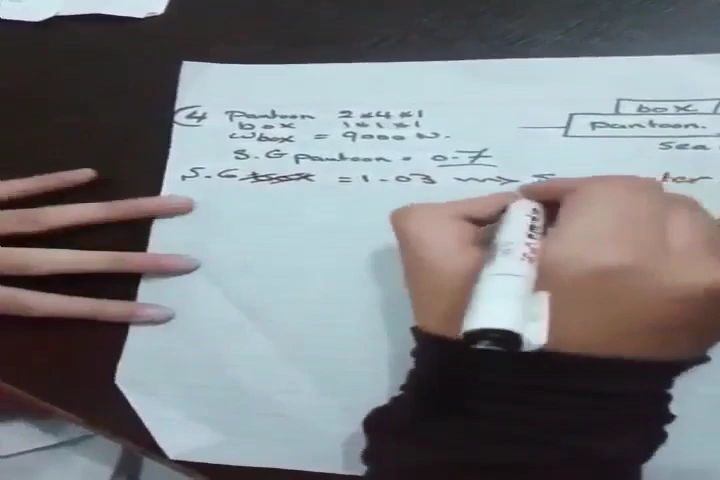 (4 Pantoon 2*4*1
box 1*1*1
Wbox = 9000 N.
S.G pantoon = 0.7
S.G = 1.03
box
pantoon.
Sea